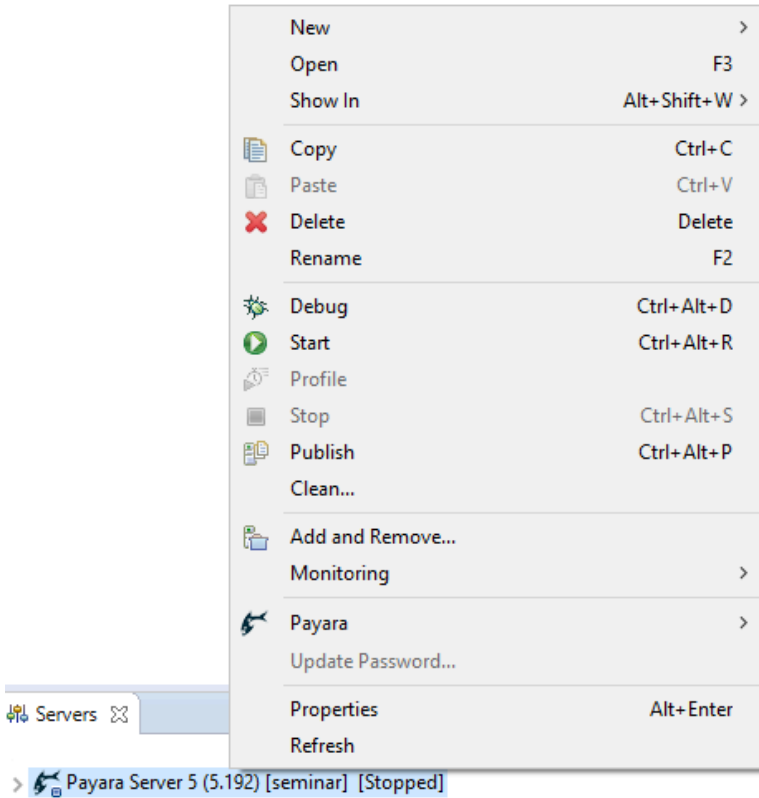 New
Open F3
Show In Alt+Shift+W
Copy Ctrl+C
Paste Ctrl+V
Delete Delete
Rename F2
Debug Ctrl+Alt+D
Start Ctrl+Alt+R
Profile
Stop Ctrl+Alt+S
Publish Ctrl+Alt+P
Clean...
Add and Remove...
Monitoring
Payara
Update Password...
Properties Alt+Enter
Refresh
Servers
Payara Server 5 (5.192) [seminar] [Stopped]